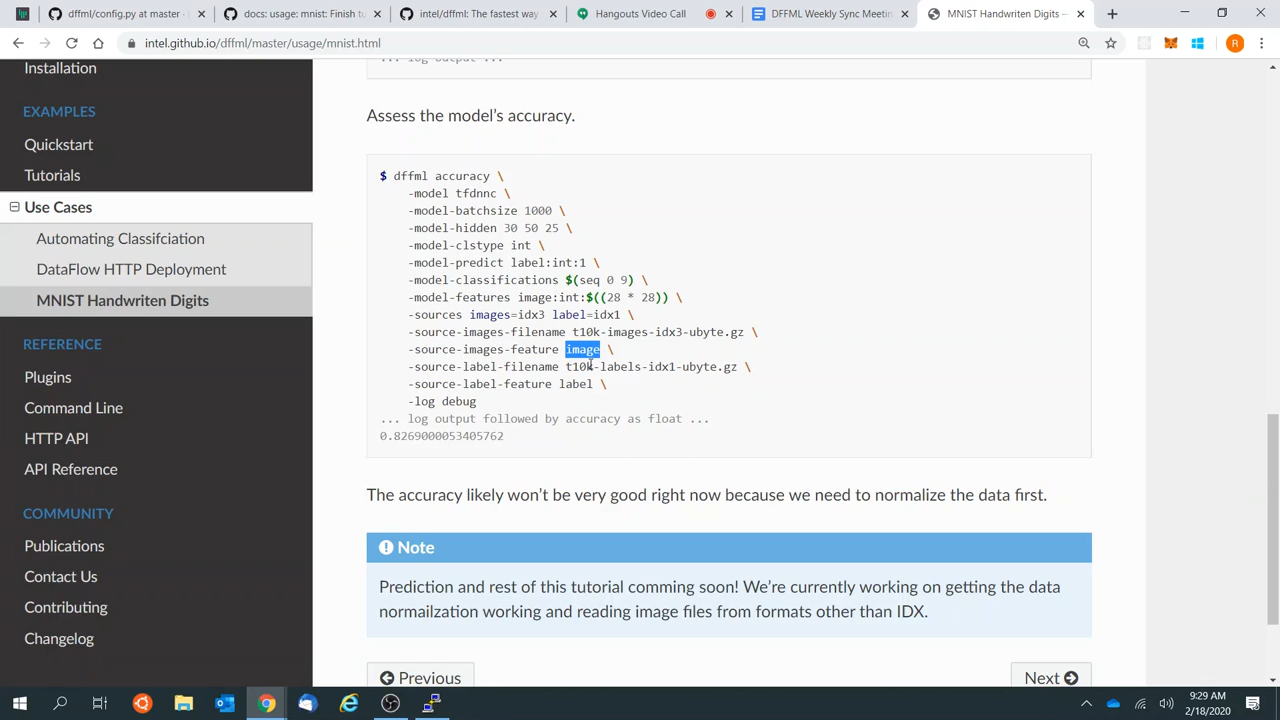 dffml/config.py at master · intel
docs: usage: mnist: Finish tu
intel/dffml: The fastest way
Hangouts Video Call
DFFML Weekly Sync Meetin
MNIST Handwriten Digits —
intel.github.io/dffml/master/usage/mnist.html
R
Installation
EXAMPLES
Quickstart
Tutorials
Use Cases
Automating Classifciation
DataFlow HTTP Deployment
MNIST Handwriten Digits
REFERENCE
Plugins
Command Line
HTTP API
API Reference
COMMUNITY
Publications
Contact Us
Contributing
Changelog
... log output ...
Assess the model's accuracy.
$ dffml accuracy \
-model tfdnnc \
-model-batchsize 1000 \
-model-hidden 30 50 25 \
-model-clstype int \
-model-predict label:int:1 \
-model-classifications $(seq 0 9) \
-model-features image:int:$((28 * 28)) \
-sources images=idx3 label=idx1 \
-source-images-filename t10k-images-idx3-ubyte.gz \
-source-images-feature image \
-source-label-filename t10k-labels-idx1-ubyte.gz \
-source-label-feature label \
-log debug
... log output followed by accuracy as float ...
0.8269000053405762
The accuracy likely won't be very good right now because we need to normalize the data first.
Note
Prediction and rest of this tutorial comming soon! We're currently working on getting the data
normailzation working and reading image files from formats other than IDX.
Previous
Next
9:29 AM
2/18/2020